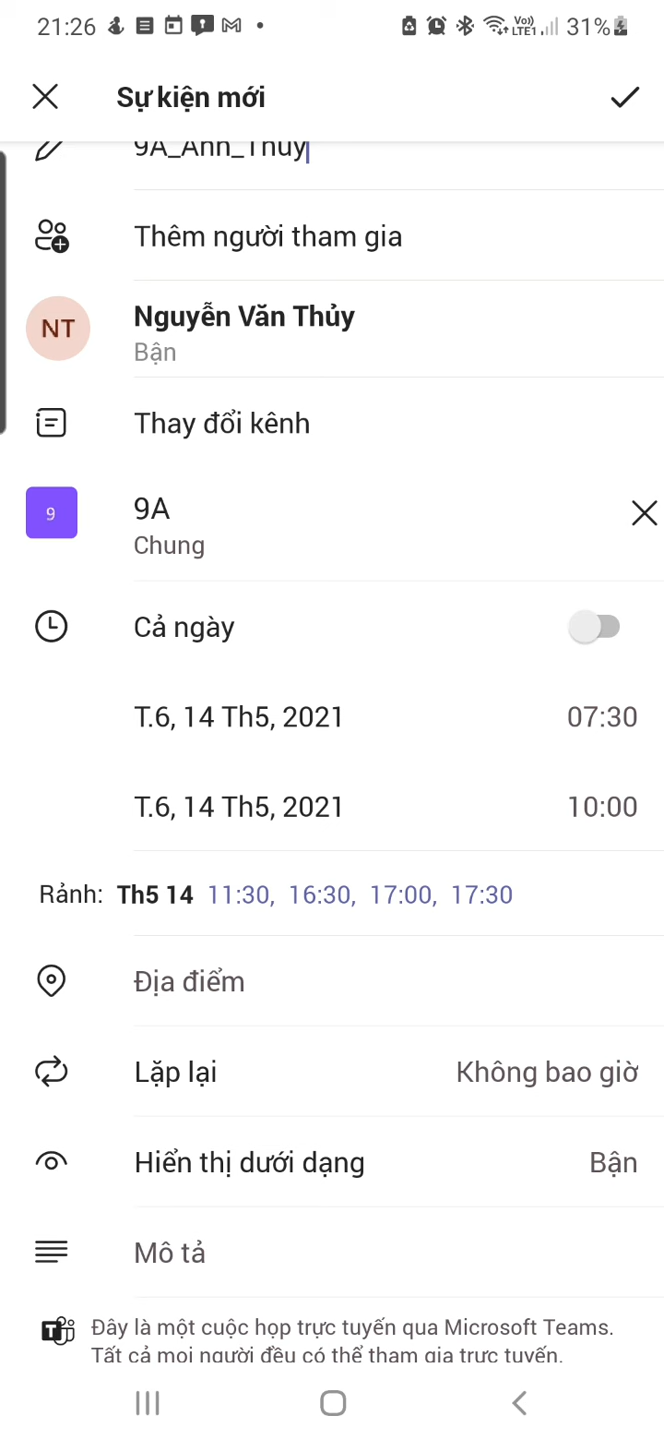 21:26
Vo)) LTE1 31%
Sự kiện mới
9A_Anh_Thủy
Thêm người tham gia
NT
Nguyễn Văn Thủy
Bận
Thay đổi kênh
9
9A
Chung
Cả ngày
T.6, 14 Th5, 2021 07:30
T.6, 14 Th5, 2021 10:00
Rảnh: Th5 14 11:30, 16:30, 17:00, 17:30
Địa điểm
Lặp lại Không bao giờ
Hiển thị dưới dạng Bận
Mô tả
Đây là một cuộc họp trực tuyến qua Microsoft Teams.
Tất cả mọi người đều có thể tham gia trực tuyến.